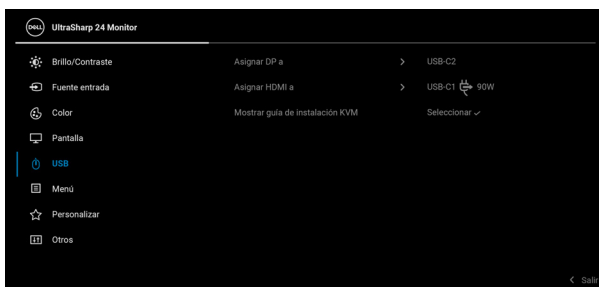 DELL UltraSharp 24 Monitor
Brillo/Contraste
Asignar DP a
USB-C2
Fuente entrada
Asignar HDMI a
USB-C1 90W
Color
Mostrar guía de instalación KVM
Seleccionar
Pantalla
USB
Menú
Personalizar
Otros
Salir